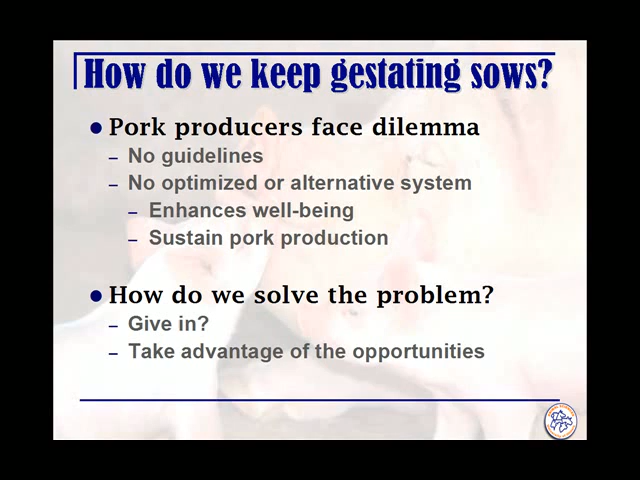 How do we keep gestating sows?
● Pork producers face dilemma
– No guidelines
– No optimized or alternative system
– Enhances well-being
– Sustain pork production
● How do we solve the problem?
– Give in?
– Take advantage of the opportunities